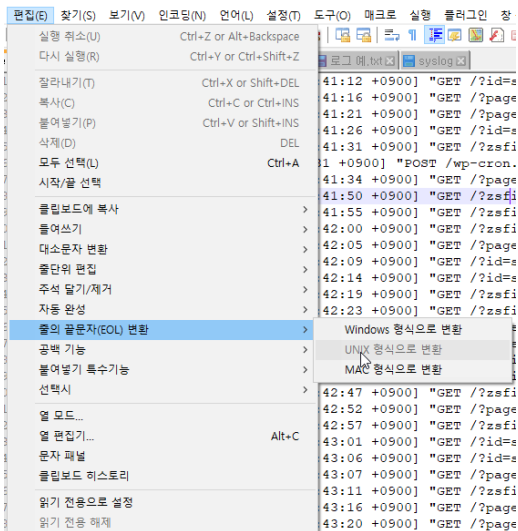 편집(E) 찾기(S) 보기(V) 인코딩(N) 언어(L) 설정(T) 도구(O) 매크로 실행 플러그인 창
실행 취소(U) Ctrl+Z or Alt+Backspace
다시 실행(R) Ctrl+Y or Ctrl+Shift+Z
로그 예.txt syslog
잘라내기(T) Ctrl+X or Shift+DEL
:41:12 +0900] "GET /?id=s
복사(C) Ctrl+C or Ctrl+INS
:41:16 +0900] "GET /?page
붙여넣기(P) Ctrl+V or Shift+INS
:41:21 +0900] "GET /?page
:41:26 +0900] "GET /?id=s
삭제(D) DEL
:41:31 +0900] "GET /?zsfi
모두 선택(L) Ctrl+A
31 +0900] "POST /wp-cron.
시작/끝 선택
:41:34 +0900] "GET /?page
:41:50 +0900] "GET /?zsfi
클립보드에 복사
:41:55 +0900] "GET /?zsfi
들여쓰기
:42:00 +0900] "GET /?zsfi
대소문자 변환
:42:05 +0900] "GET /?page
줄단위 편집
:42:09 +0900] "GET /?id=s
주석 달기/제거
:42:14 +0900] "GET /?id=s
:42:19 +0900] "GET /?zsfi
자동 완성
:42:23 +0900] "GET /?zsfi
줄의 끝문자(EOL) 변환
Windows 형식으로 변환
공백 기능
UNIX 형식으로 변환
붙여넣기 특수기능
MAC 형식으로 변환
선택시
:42:47 +0900] "GET /?zsfi
열 모드...
:42:52 +0900] "GET /?page
:42:57 +0900] "GET /?zsfi
열 편집기... Alt+C
:43:01 +0900] "GET /?id=s
문자 패널
:43:06 +0900] "GET /?id=s
클립보드 히스토리
:43:07 +0900] "GET /?page
:43:11 +0900] "GET /?zsfi
읽기 전용으로 설정
:43:16 +0900] "GET /?page
읽기 전용 해제
:43:20 +0900] "GET /?page